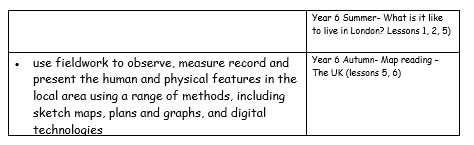 Year 6 Summer- What is it like
to live in London? Lessons 1, 2, 5)
• use fieldwork to observe, measure record and
present the human and physical features in the
local area using a range of methods, including
sketch maps, plans and graphs, and digital
technologies
Year 6 Autumn- Map reading –
The UK (lessons 5, 6)